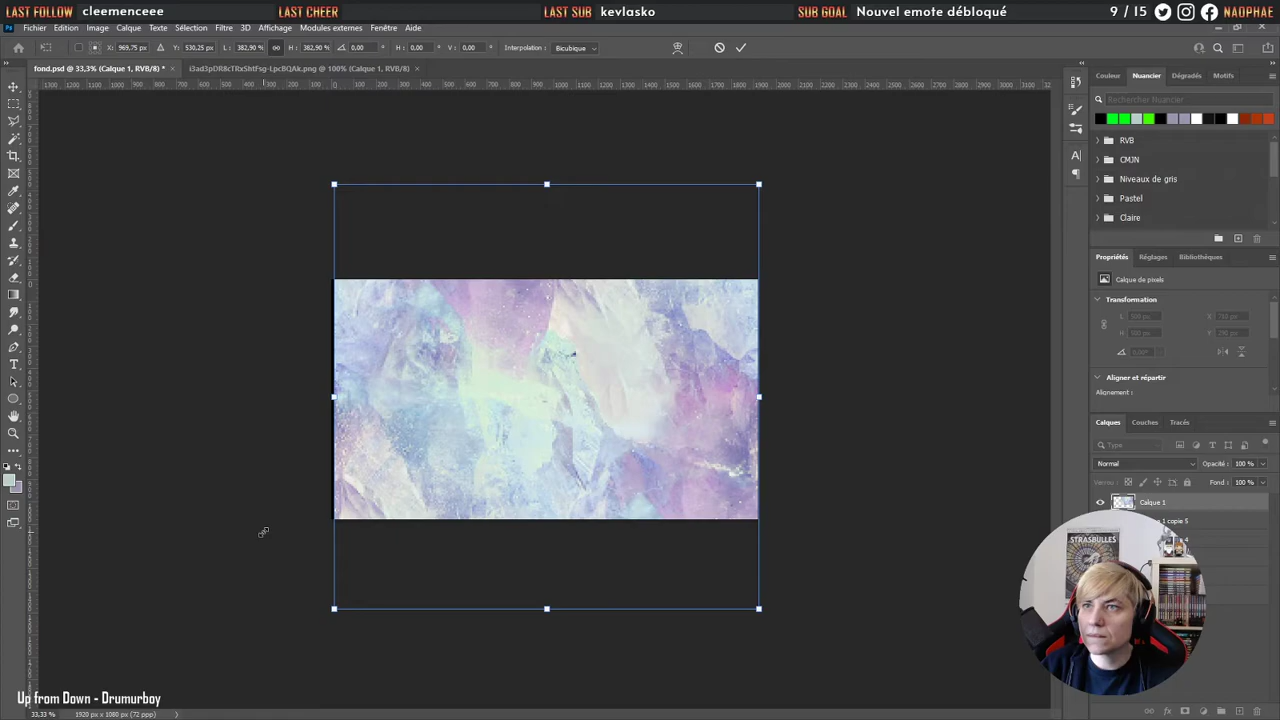 LAST FOLLOW cleemenceee LAST CHEER LAST SUB kevlasko SUB GOAL Nouvel emote débloqué 9 / 15 NAOPHAE
Fichier Edition Image Calque Texte Sélection Filtre 3D Affichage Modules externes Fenêtre Aide
X: 969,75 px Y: 530,25 px L: 382,90 % H: 382,90 % 0,00 ° H: 0,00 ° V: 0,00 ° Interpolation : Bicubique
fond.psd @ 33,3% (Calque 1, RVB/8) * × i3ad3pDR8cTRxShtFsg-LpcBQAk.png @ 100% (Calque 1, RVB/8) ×
Couleur Nuancier Dégradés Motifs
Rechercher Nuancier
RVB
CMJN
Niveaux de gris
Pastel
Claire
Propriétés Réglages Bibliothèques
Calque de pixels
Transformation
Aligner et répartir
Alignement :
Calques Couches Tracés
Type
Normal Opacité : 100 %
Verrou : Fond : 100 %
Calque 1
1 copie 5
STRASBULLES
Up from Down - Drumurboy
33,33% 1920 px x 1080 px (72 ppp)